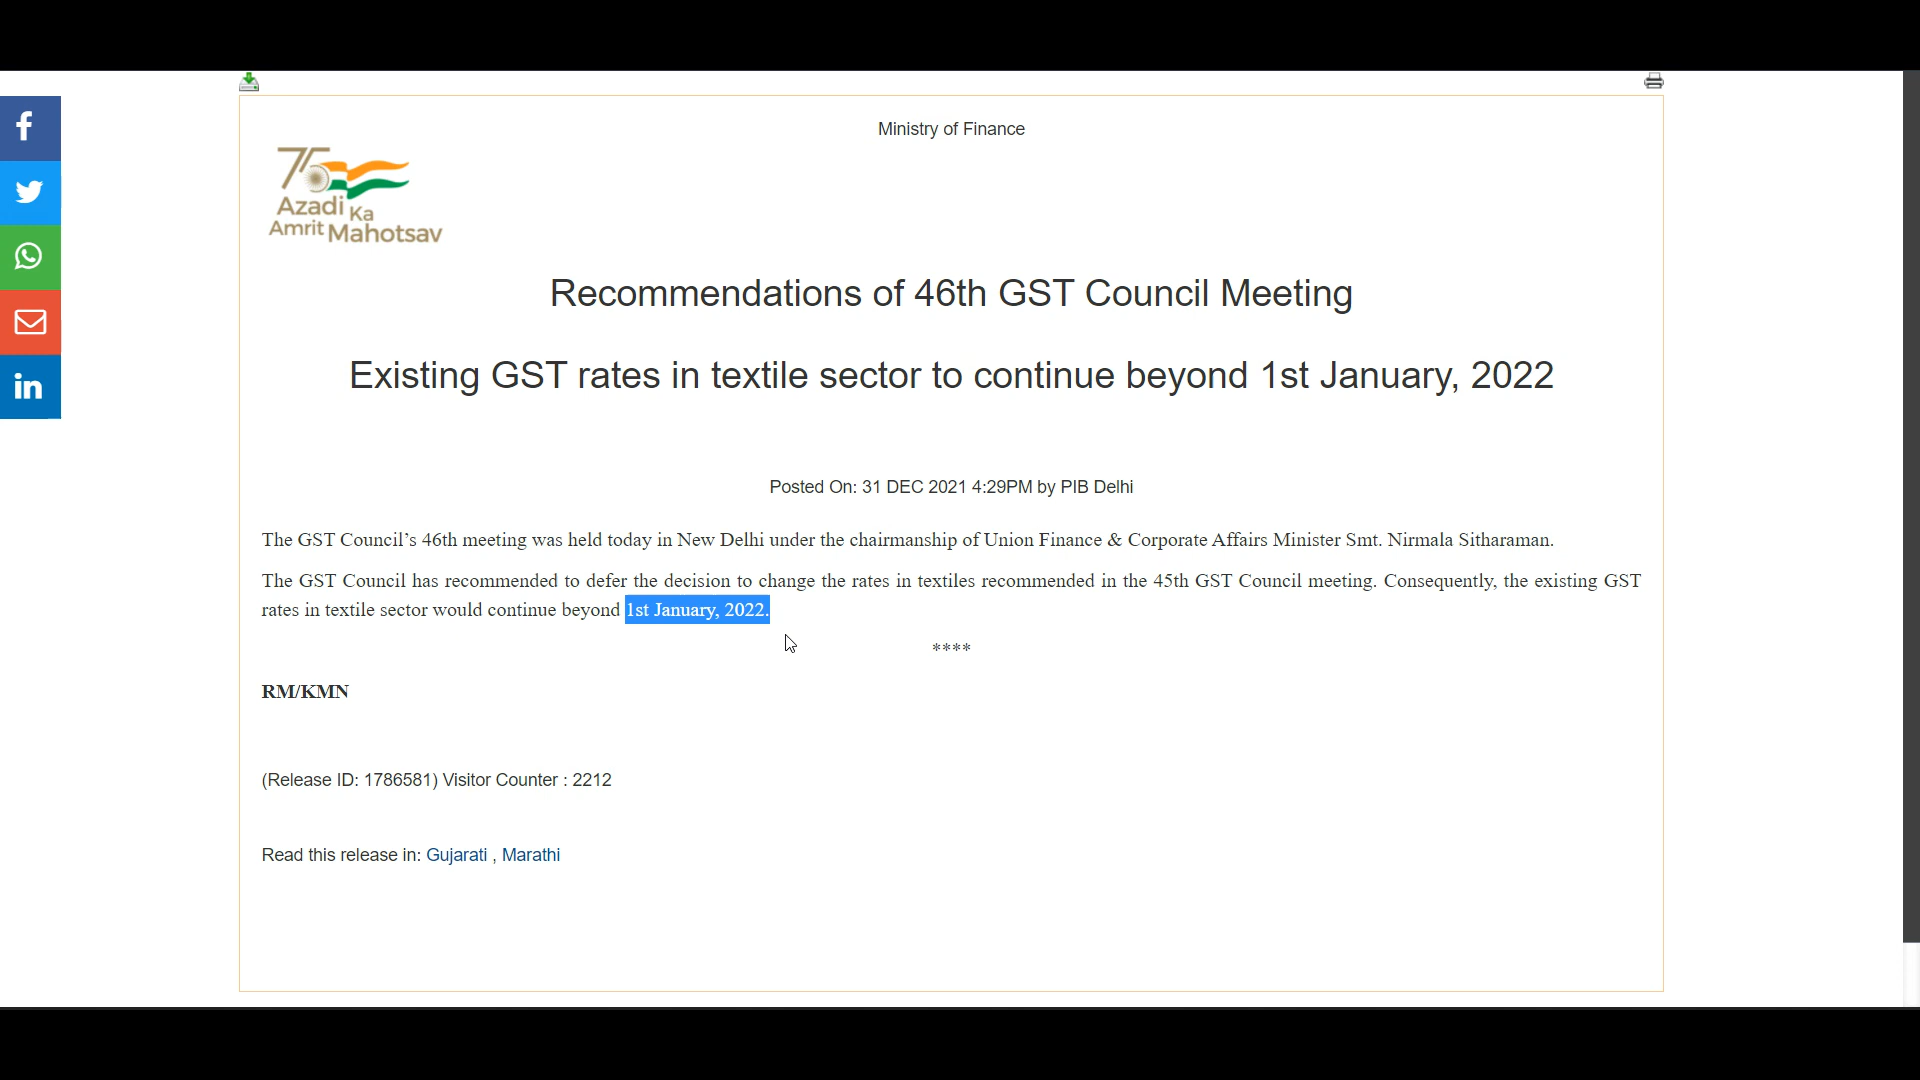 Ministry of Finance
75
Azadi Ka
Amrit Mahotsav
Recommendations of 46th GST Council Meeting
Existing GST rates in textile sector to continue beyond 1st January, 2022
Posted On: 31 DEC 2021 4:29PM by PIB Delhi
The GST Council’s 46th meeting was held today in New Delhi under the chairmanship of Union Finance & Corporate Affairs Minister Smt. Nirmala Sitharaman.
The GST Council has recommended to defer the decision to change the rates in textiles recommended in the 45th GST Council meeting. Consequently, the existing GST
rates in textile sector would continue beyond 1st January, 2022.
****
RM/KMN
(Release ID: 1786581) Visitor Counter : 2212
Read this release in: Gujarati , Marathi